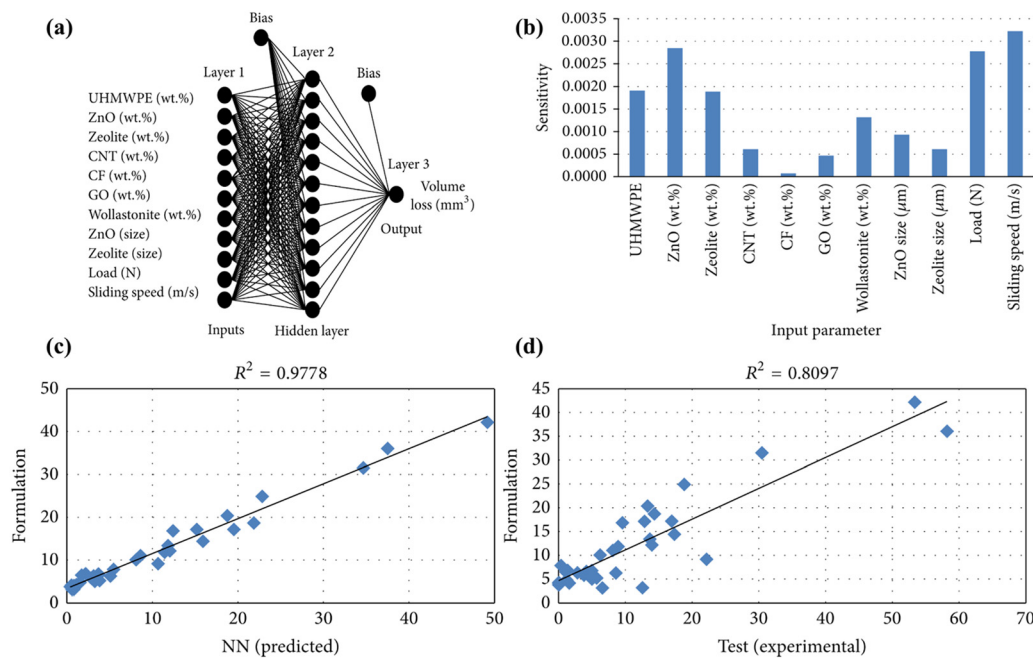 (a)
Bias
Layer 1
Layer 2
Bias
UHMWPE (wt.%)
ZnO (wt.%)
Zeolite (wt.%)
CNT (wt.%)
CF (wt.%)
GO (wt.%)
Wollastonite (wt.%)
ZnO (size)
Zeolite (size)
Load (N)
Sliding speed (m/s)
Layer 3
Volume
loss (mm³)
Output
Inputs
Hidden layer
(b)
Sensitivity
0.0035
0.0030
0.0025
0.0020
0.0015
0.0010
0.0005
0.0000
UHMWPE
ZnO (wt.%)
Zeolite (wt.%)
CNT (wt.%)
CF (wt.%)
GO (wt.%)
Wollastonite (wt.%)
ZnO size (μm)
Zeolite size (μm)
Load (N)
Sliding speed (m/s)
Input parameter
(c)
R² = 0.9778
Formulation
50
40
30
20
10
0
0 10 20 30 40 50
NN (predicted)
(d)
R² = 0.8097
Formulation
45
40
35
30
25
20
15
10
5
0
0 10 20 30 40 50 60 70
Test (experimental)